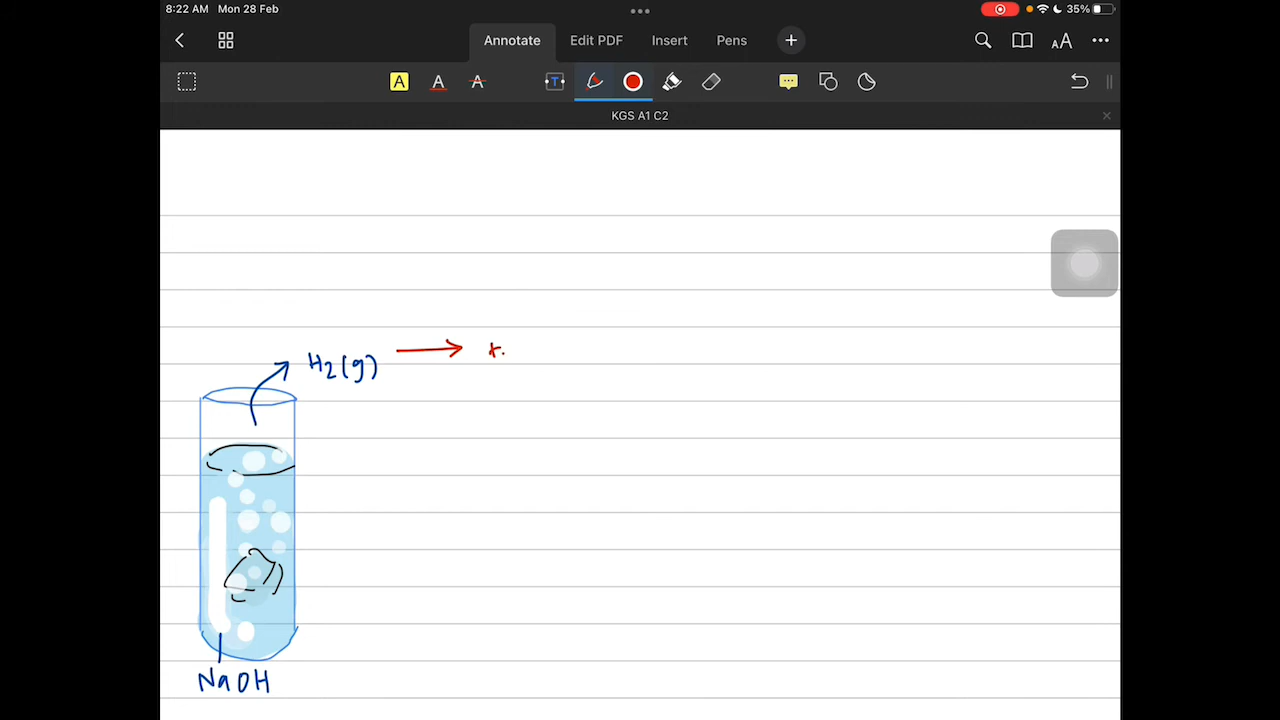 8:22 AM Mon 28 Feb
35%
Annotate Edit PDF Insert Pens
KGS A1 C2
H2(g)
NaOH